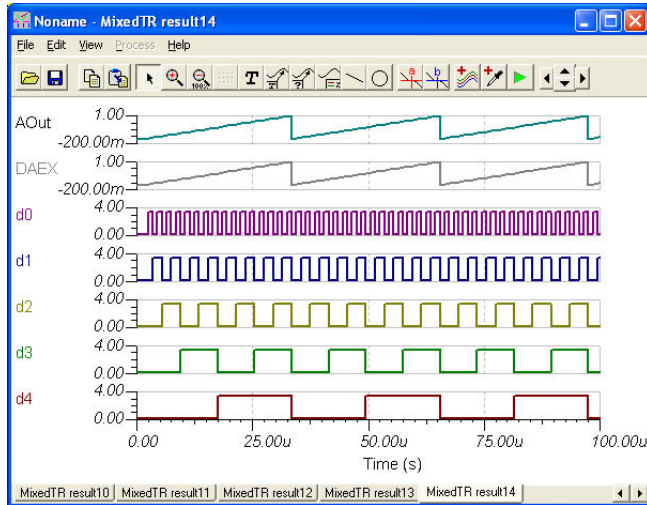 Noname - MixedTR result14
File Edit View Process Help
100%
T
a
b
AOut
1.00
-200.00m
DAEX
1.00
-200.00m
d0
4.00
0.00
d1
4.00
0.00
d2
4.00
0.00
d3
4.00
0.00
d4
4.00
0.00
0.00 25.00u 50.00u 75.00u 100.00u
Time (s)
MixedTR result10 MixedTR result11 MixedTR result12 MixedTR result13 MixedTR result14